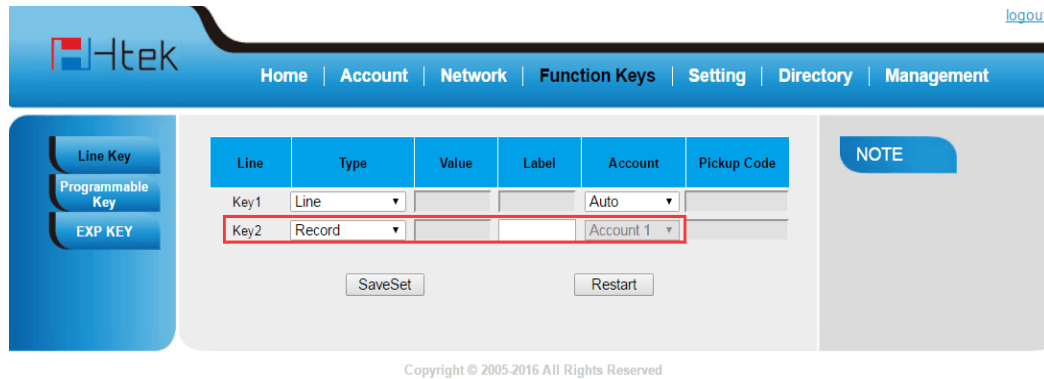 logout
Htek
Home | Account | Network | Function Keys | Setting | Directory | Management
Line Key
Programmable Key
EXP KEY
Line Type Value Label Account Pickup Code
Key1 Line Auto
Key2 Record Account 1
SaveSet Restart
NOTE
Copyright © 2005-2016 All Rights Reserved